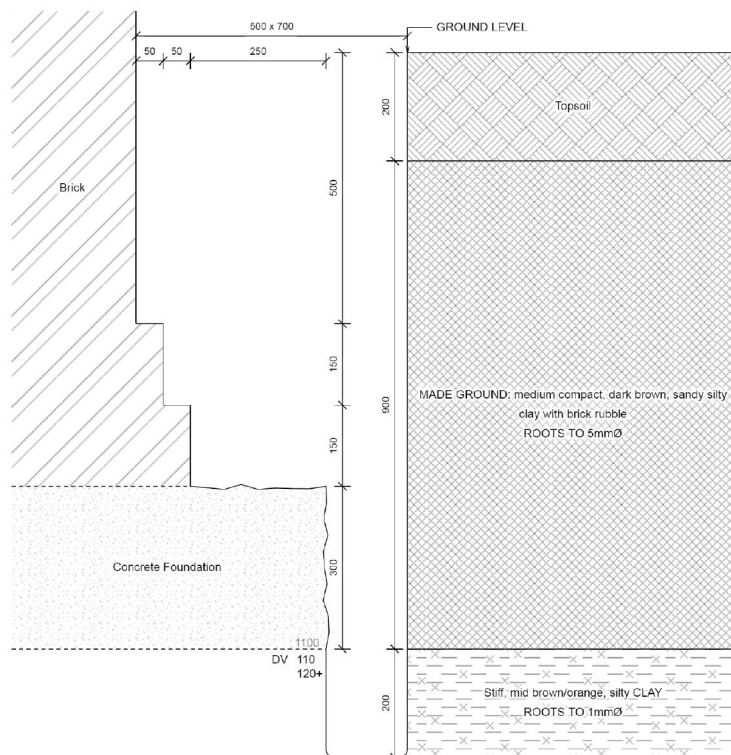 500 x 700
GROUND LEVEL
50
50
250
200
Topsoil
500
Brick
150
900
MADE GROUND: medium compact, dark brown, sandy silty
clay with brick rubble
ROOTS TO 5mmØ
150
Concrete Foundation
300
1100
DV 110
120+
200
Stiff, mid brown/orange, silty CLAY
ROOTS TO 1mmØ